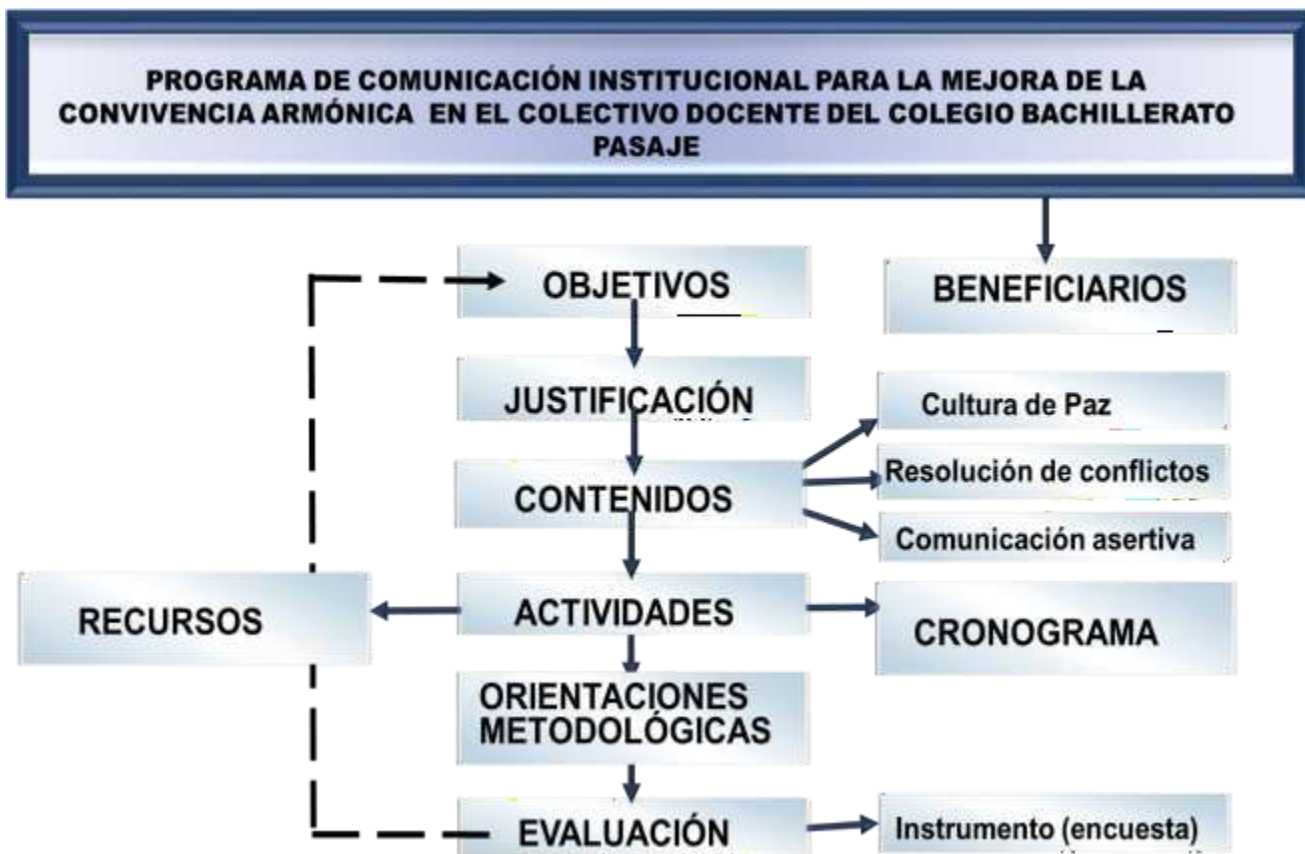 PROGRAMA DE COMUNICACIÓN INSTITUCIONAL PARA LA MEJORA DE LA
CONVIVENCIA ARMÓNICA EN EL COLECTIVO DOCENTE DEL COLEGIO BACHILLERATO
PASAJE
OBJETIVOS
BENEFICIARIOS
JUSTIFICACIÓN
Cultura de Paz
CONTENIDOS
Resolución de conflictos
Comunicación asertiva
RECURSOS
ACTIVIDADES
CRONOGRAMA
ORIENTACIONES
METODOLÓGICAS
EVALUACIÓN
Instrumento (encuesta)